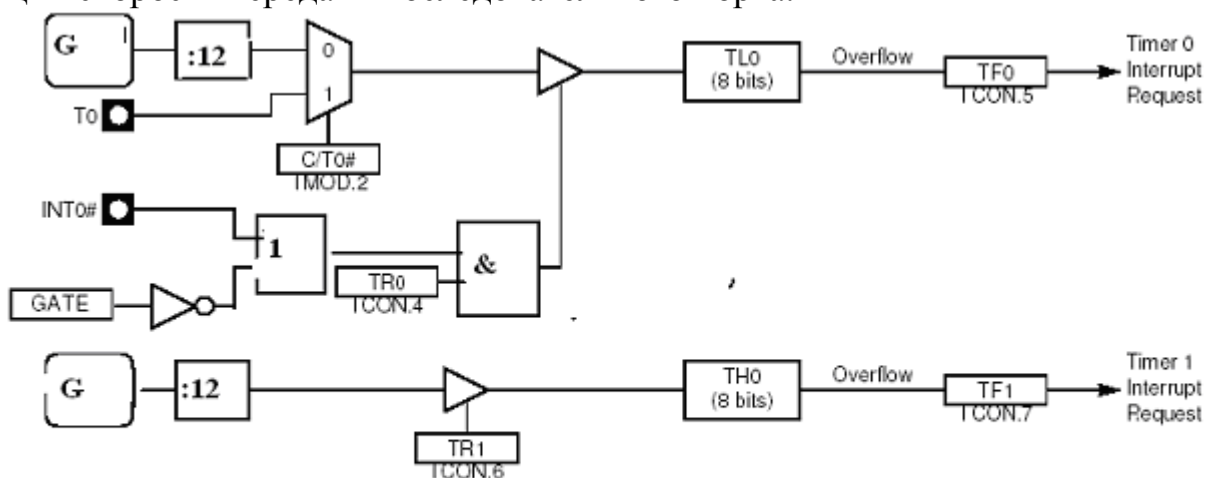 G
:12
0
1
T0
C/T0#
TMOD.2
INT0#
1
&
TR0
TCON.4
GATE
TL0
(8 bits)
Overflow
TF0
TCON.5
Timer 0
Interrupt
Request
G
:12
TR1
TCON.6
TH0
(8 bits)
Overflow
TF1
TCON.7
Timer 1
Interrupt
Request